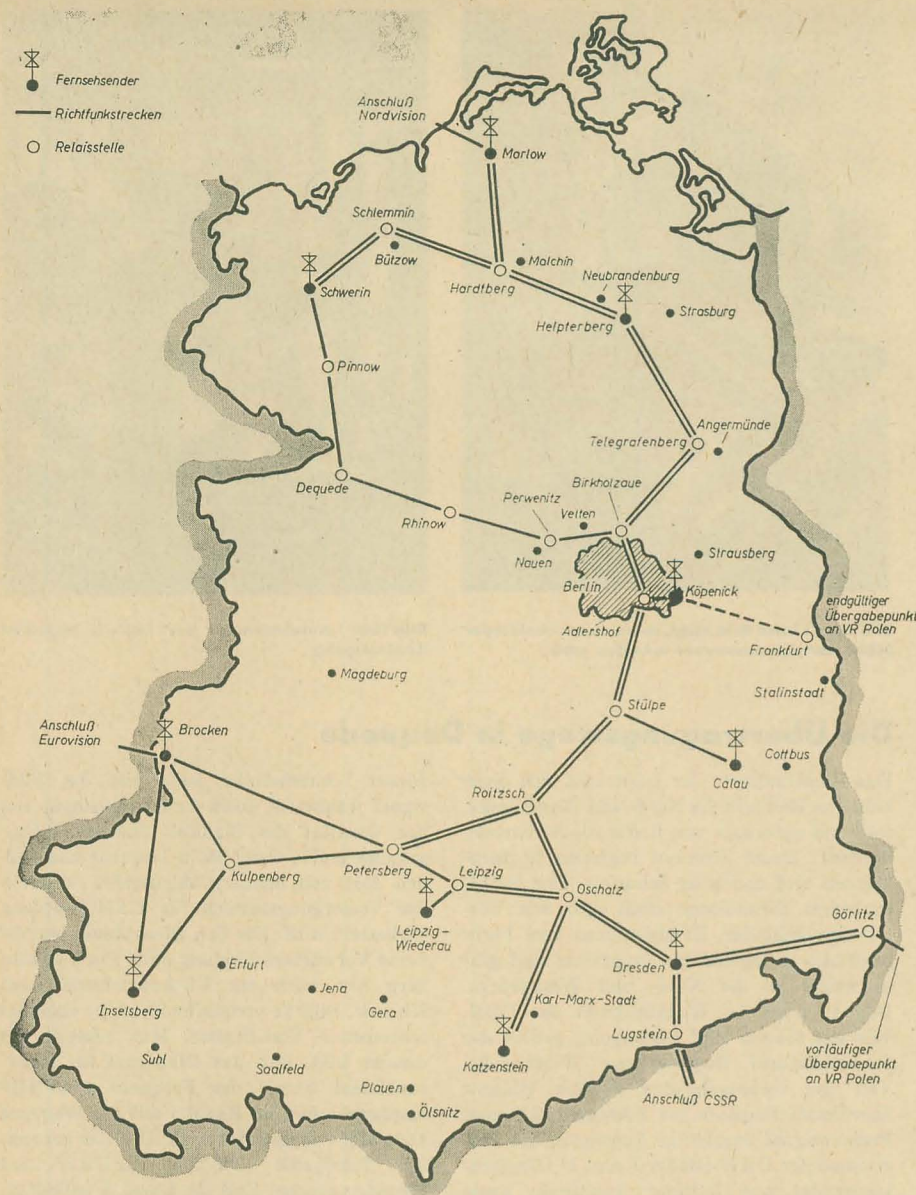 Fernsehsender
Richtfunkstrecken
Relaisstelle
Anschluß
Nordvision
Marlow
Schlemmin
Bützow
Malchin
Hardtberg
Schwerin
Neubrandenburg
Helpterberg
Strasburg
Pinnow
Angermünde
Telegrafenberg
Dequede
Birkholzaue
Perwenitz
Velten
Rhinow
Nauen
Strausberg
Berlin
Köpenick
Adlershof
endgültiger
Übergabepunkt
an VR Polen
Frankfurt
Magdeburg
Stalinstadt
Stülpe
Anschluß
Eurovision
Brocken
Cottbus
Calau
Roitzsch
Petersberg
Kulpenberg
Leipzig
Oschatz
Leipzig-
Wiederau
Görlitz
Erfurt
Dresden
Jena
Gera
Inselsberg
Karl-Marx-Stadt
Lugstein
Suhl
Saalfeld
Katzenstein
vorläufiger
Übergabepunkt
an VR Polen
Plauen
Ölsnitz
Anschluß ČSSR